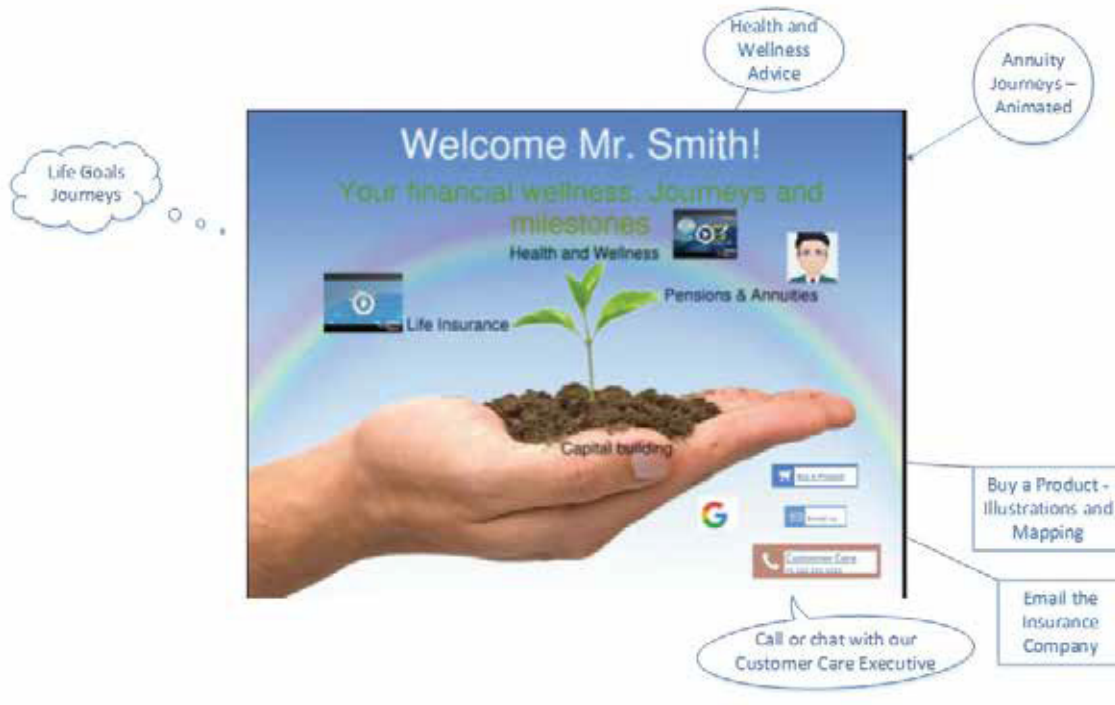 Health and
Wellness
Advice
Annuity
Journeys –
Animated
Life Goals
Journeys
Welcome Mr. Smith!
Your financial wellness. Journeys and
milestones
Health and Wellness
Pensions & Annuities
Life Insurance
Capital building
Buy a Product
G
Customer Care
Buy a Product -
Illustrations and
Mapping
Email the
Insurance
Company
Call or chat with our
Customer Care Executive